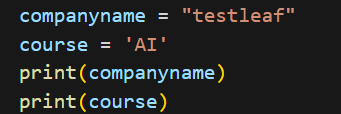 companyname = "testleaf"
course = 'AI'
print(companyname)
print(course)